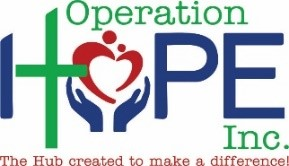 Operation
HOPE
Inc.
The Hub created to make a difference!